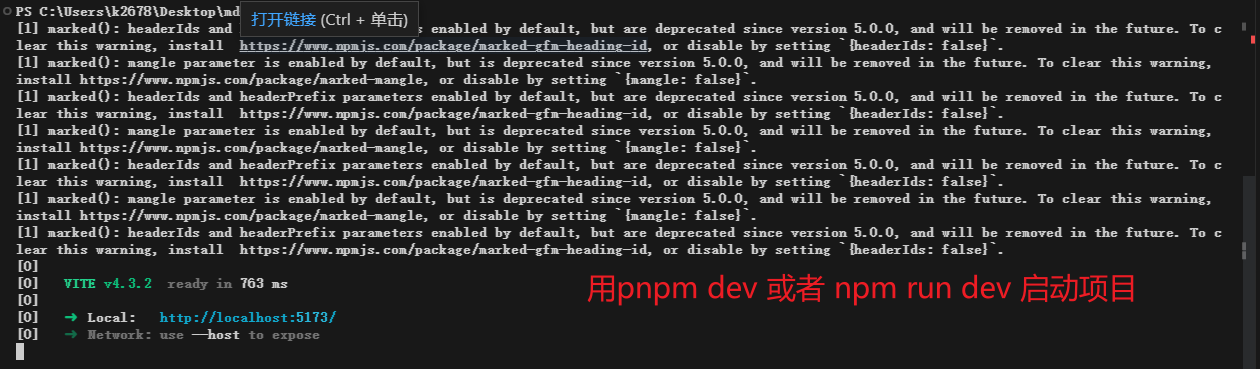 PS C:\Users\k2678\Desktop\md
打开链接 (Ctrl + 单击)
[1] marked(): headerIds and h s enabled by default, but are deprecated since version 5.0.0, and will be removed in the future. To c
lear this warning, install  https://www.npmjs.com/package/marked-gfm-heading-id, or disable by setting `{headerIds: false}`.
[1] marked(): mangle parameter is enabled by default, but is deprecated since version 5.0.0, and will be removed in the future. To clear this warning,
install https://www.npmjs.com/package/marked-mangle, or disable by setting `{mangle: false}`.
[1] marked(): headerIds and headerPrefix parameters enabled by default, but are deprecated since version 5.0.0, and will be removed in the future. To c
lear this warning, install  https://www.npmjs.com/package/marked-gfm-heading-id, or disable by setting `{headerIds: false}`.
[1] marked(): mangle parameter is enabled by default, but is deprecated since version 5.0.0, and will be removed in the future. To clear this warning,
install https://www.npmjs.com/package/marked-mangle, or disable by setting `{mangle: false}`.
[1] marked(): headerIds and headerPrefix parameters enabled by default, but are deprecated since version 5.0.0, and will be removed in the future. To c
lear this warning, install  https://www.npmjs.com/package/marked-gfm-heading-id, or disable by setting `{headerIds: false}`.
[1] marked(): mangle parameter is enabled by default, but is deprecated since version 5.0.0, and will be removed in the future. To clear this warning,
install https://www.npmjs.com/package/marked-mangle, or disable by setting `{mangle: false}`.
[1] marked(): headerIds and headerPrefix parameters enabled by default, but are deprecated since version 5.0.0, and will be removed in the future. To c
lear this warning, install  https://www.npmjs.com/package/marked-gfm-heading-id, or disable by setting `{headerIds: false}`.
[0]
[0]   VITE v4.3.2  ready in 763 ms
用pnpm dev 或者 npm run dev 启动项目
[0]
[0]   ➜ Local:   http://localhost:5173/
[0]   ➜ Network: use --host to expose